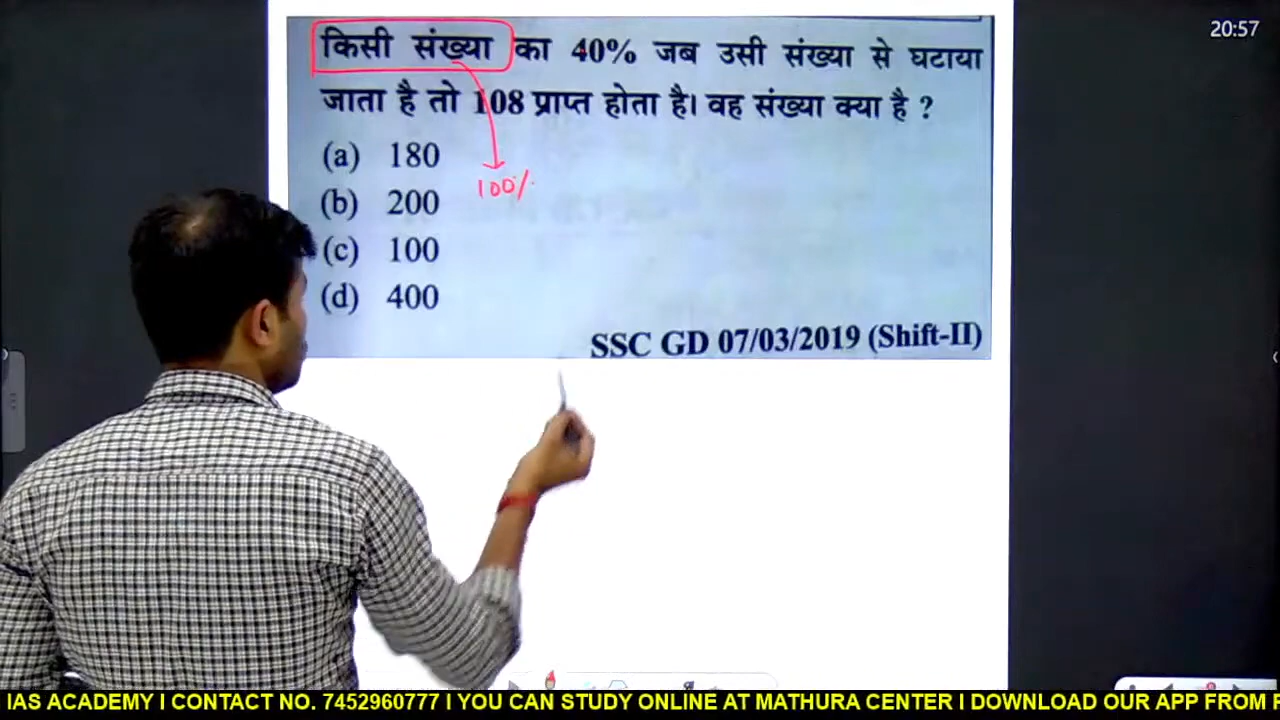 20:57
किसी संख्या का 40% जब उसी संख्या से घटाया
जाता है तो 108 प्राप्त होता है। वह संख्या क्या है ?
(a) 180
100%
(b) 200
(c) 100
(d) 400
SSC GD 07/03/2019 (Shift-II)
IAS ACADEMY I CONTACT NO. 7452960777 I YOU CAN STUDY ONLINE AT MATHURA CENTER I DOWNLOAD OUR APP FROM